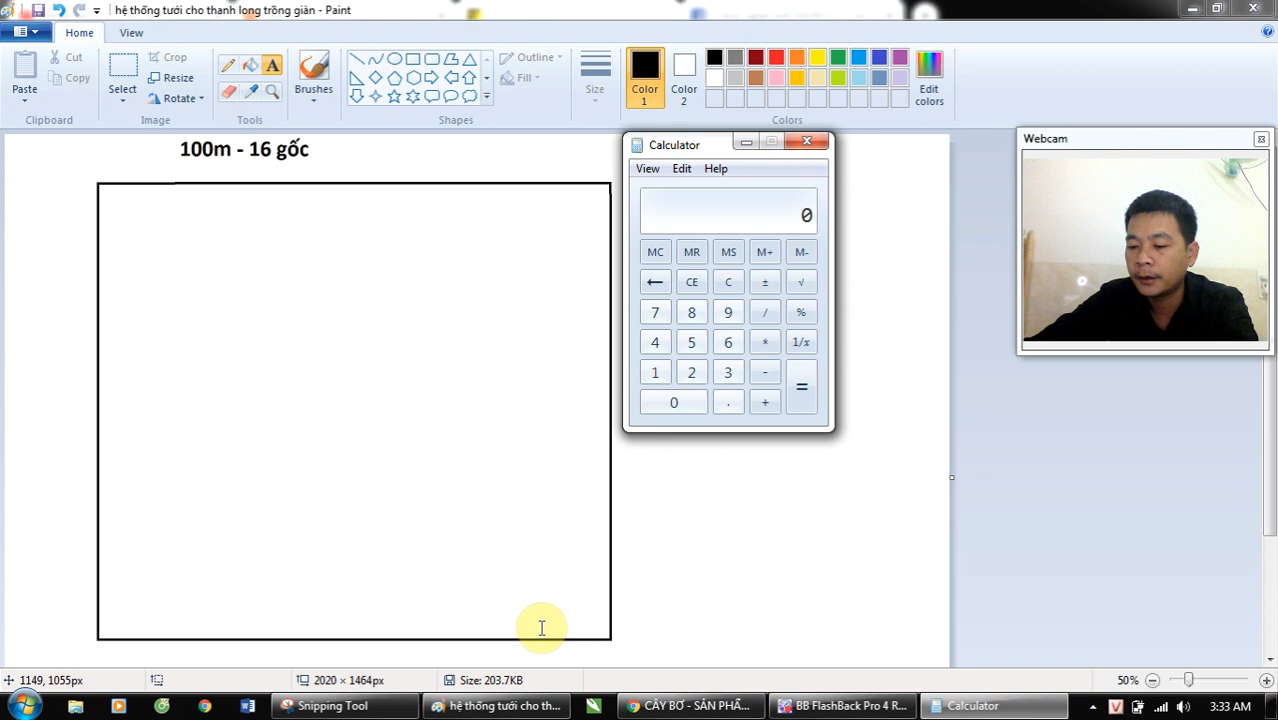 hệ thống tưới cho thanh long trồng giàn - Paint
Home
View
Paste
Cut
Copy
Clipboard
Select
Crop
Resize
Rotate
Image
A
Tools
Brushes
Shapes
Outline
Fill
Size
Color
1
Color
2
Edit
colors
Colors
100m - 16 gốc
Calculator
View Edit Help
0
MC MR MS M+ M-
← CE C ± √
7 8 9 / %
4 5 6 * 1/x
1 2 3 - =
0 . +
Webcam
1149, 1055px
2020 × 1464px
Size: 203.7KB
50%
Snipping Tool
hệ thống tưới cho th...
CÂY BƠ - SẢN PHẨ...
BB FlashBack Pro 4 R...
Calculator
V
3:33 AM